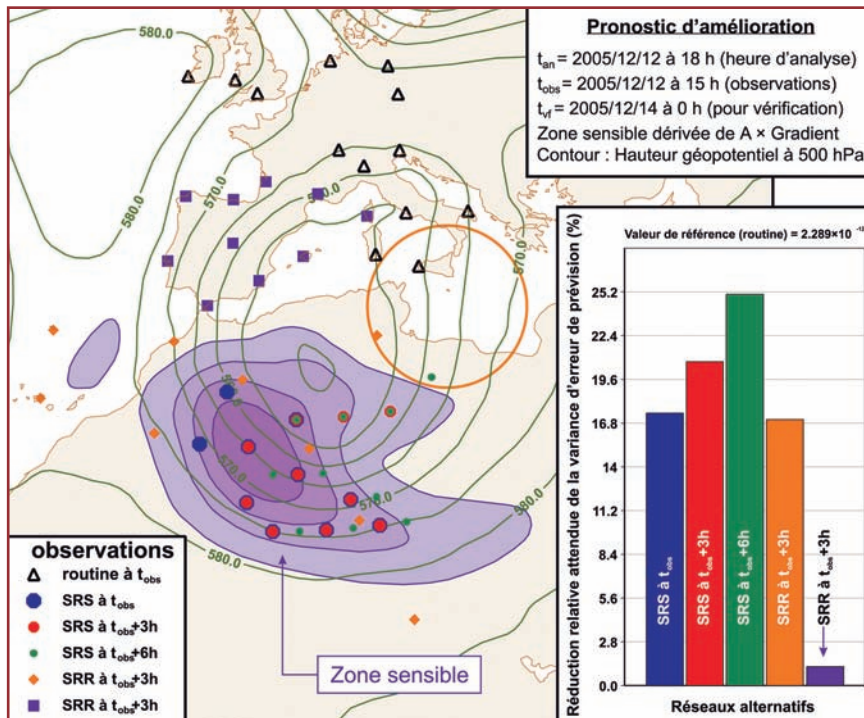 Pronostic d'amélioration
tan = 2005/12/12 à 18 h (heure d'analyse)
tobs = 2005/12/12 à 15 h (observations)
tvf = 2005/12/14 à 0 h (pour vérification)
Zone sensible dérivée de A × Gradient
Contour : Hauteur géopotentiel à 500 hPa
580.0
580.0
570.0
570.0
570.0
570.0
580.0
580.0
Zone sensible
observations
routine à tobs
SRS à tobs
SRS à tobs+3h
SRS à tobs+6h
SRR à tobs+3h
SRR à tobs+3h
Valeur de référence (routine) = 2.289×10
Réduction relative attendue de la variance d'erreur de prévision (%)
25.2
22.4
19.6
16.8
14
11.2
8.4
5.6
2.8
0.0
SRS à tobs
SRS à tobs+3h
SRS à tobs+6h
SRR à tobs+3h
SRR à tobs+3h
Réseaux alternatifs